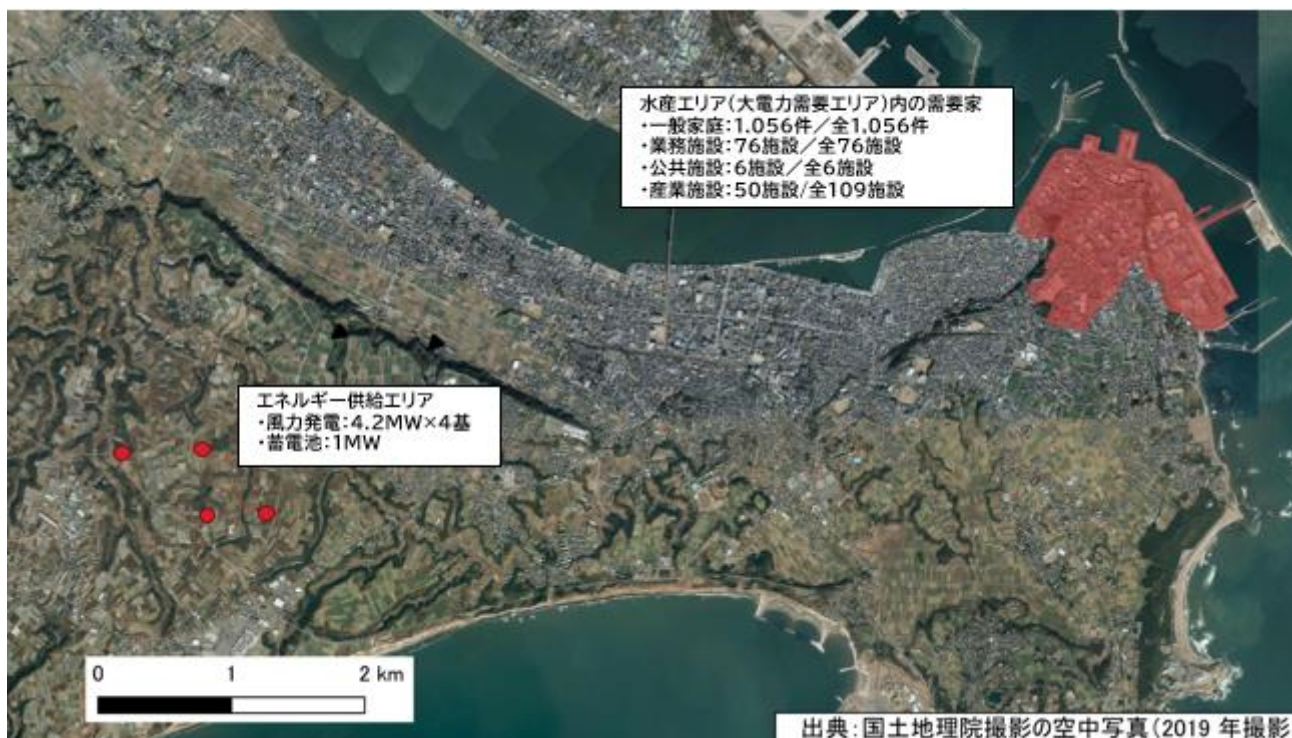 水産エリア(大電力需要エリア)内の需要家
・一般家庭:1.056件/全1.056件
・業務施設:76施設/全76施設
・公共施設:6施設/全6施設
・産業施設:50施設/全109施設
エネルギー供給エリア
・風力発電:4.2MW×4基
・蓄電池:1MW
0 1 2 km
出典:国土地理院撮影の空中写真(2019 年撮影